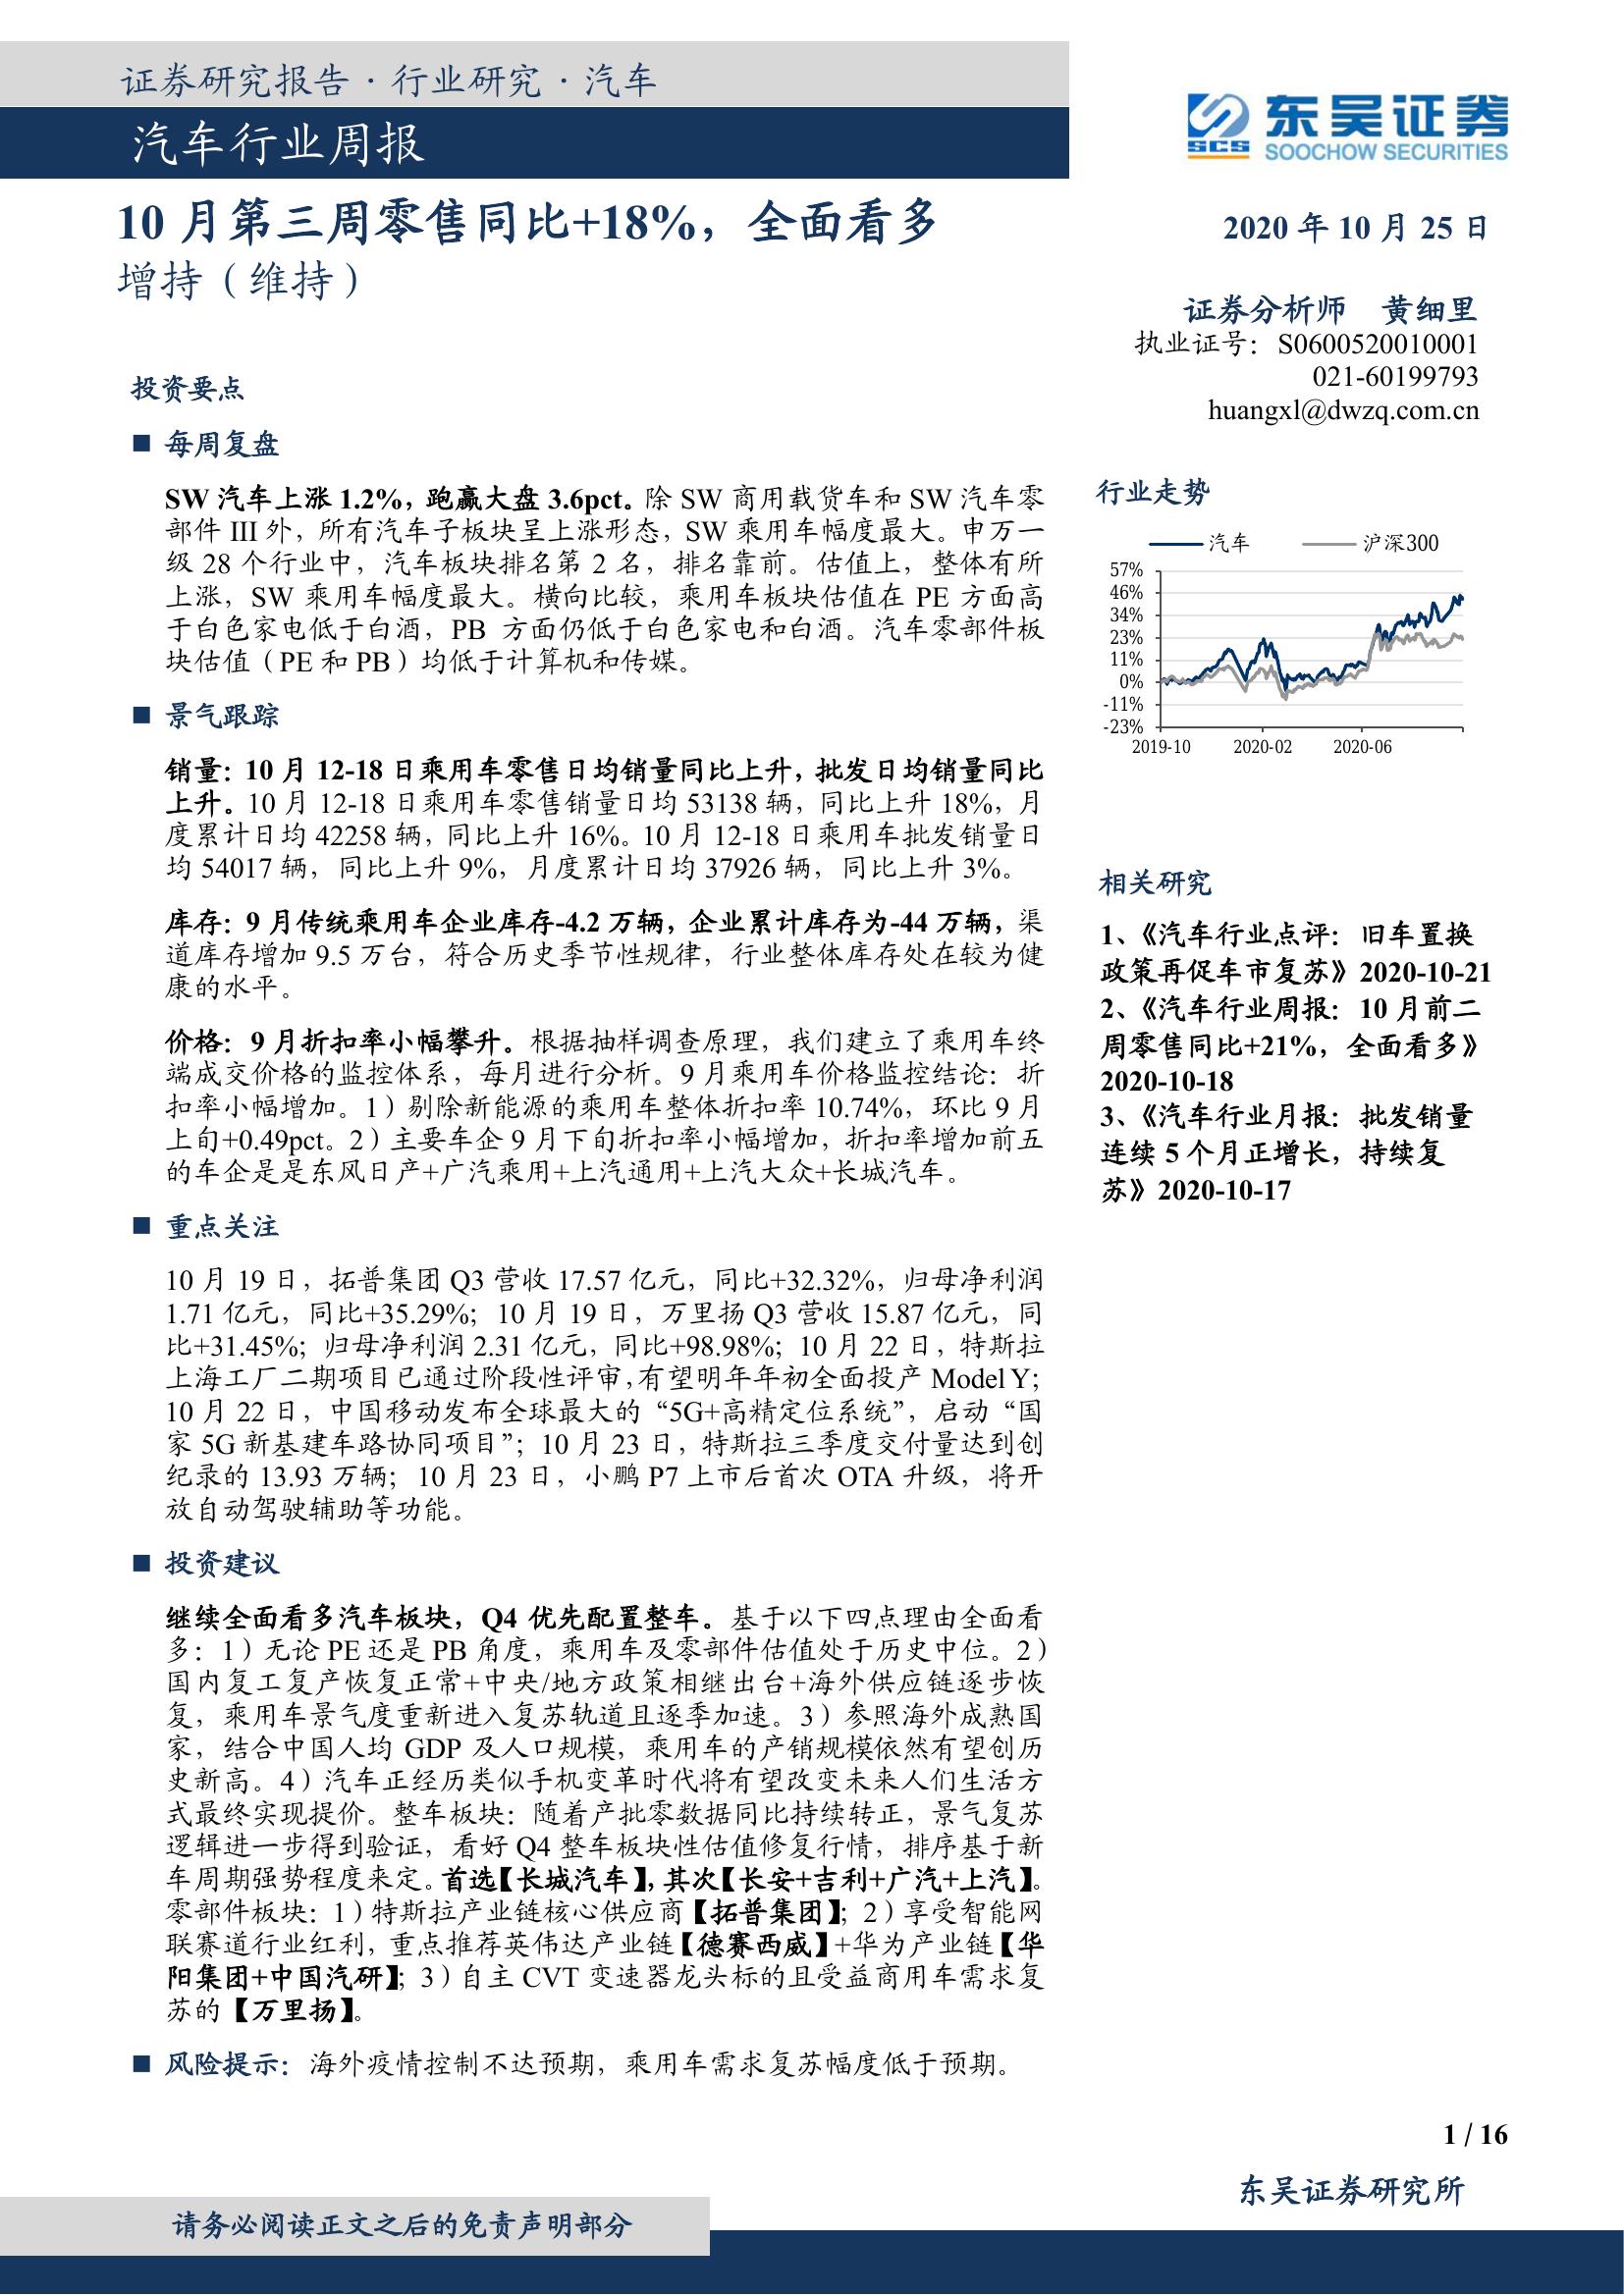 证券研究报告 · 行业研究 · 汽车
汽车行业周报
东吴证券
SCS
SOOCHOW SECURITIES
10 月第三周零售同比+18%，全面看多
增持（维持）
2020 年 10 月 25 日
证券分析师 黄细里
执业证号：S0600520010001
021-60199793
huangxl@dwzq.com.cn
投资要点
■ 每周复盘
SW 汽车上涨 1.2%，跑赢大盘 3.6pct。除 SW 商用载货车和 SW 汽车零
部件 III 外，所有汽车子板块呈上涨形态，SW 乘用车幅度最大。申万一
级 28 个行业中，汽车板块排名第 2 名，排名靠前。估值上，整体有所
上涨，SW 乘用车幅度最大。横向比较，乘用车板块估值在 PE 方面高
于白色家电低于白酒，PB 方面仍低于白色家电和白酒。汽车零部件板
块估值（PE 和 PB）均低于计算机和传媒。
■ 景气跟踪
销量：10 月 12-18 日乘用车零售日均销量同比上升，批发日均销量同比
上升。10 月 12-18 日乘用车零售销量日均 53138 辆，同比上升 18%，月
度累计日均 42258 辆，同比上升 16%。10 月 12-18 日乘用车批发销量日
均 54017 辆，同比上升 9%，月度累计日均 37926 辆，同比上升 3%。
库存：9 月传统乘用车企业库存-4.2 万辆，企业累计库存为-44 万辆，渠
道库存增加 9.5 万台，符合历史季节性规律，行业整体库存处在较为健
康的水平。
价格：9 月折扣率小幅攀升。根据抽样调查原理，我们建立了乘用车终
端成交价格的监控体系，每月进行分析。9 月乘用车价格监控结论：折
扣率小幅增加。1）剔除新能源的乘用车整体折扣率 10.74%，环比 9 月
上旬+0.49pct。2）主要车企 9 月下旬折扣率小幅增加，折扣率增加前五
的车企是是东风日产+广汽乘用+上汽通用+上汽大众+长城汽车。
■ 重点关注
10 月 19 日，拓普集团 Q3 营收 17.57 亿元，同比+32.32%，归母净利润
1.71 亿元，同比+35.29%；10 月 19 日，万里扬 Q3 营收 15.87 亿元，同
比+31.45%；归母净利润 2.31 亿元，同比+98.98%；10 月 22 日，特斯拉
上海工厂二期项目已通过阶段性评审，有望明年年初全面投产 Model Y；
10 月 22 日，中国移动发布全球最大的“5G+高精定位系统”，启动“国
家 5G 新基建车路协同项目”；10 月 23 日，特斯拉三季度交付量达到创
纪录的 13.93 万辆；10 月 23 日，小鹏 P7 上市后首次 OTA 升级，将开
放自动驾驶辅助等功能。
■ 投资建议
继续全面看多汽车板块，Q4 优先配置整车。基于以下四点理由全面看
多：1）无论 PE 还是 PB 角度，乘用车及零部件估值处于历史中位。2）
国内复工复产恢复正常+中央/地方政策相继出台+海外供应链逐步恢
复，乘用车景气度重新进入复苏轨道且逐季加速。3）参照海外成熟国
家，结合中国人均 GDP 及人口规模，乘用车的产销规模依然有望创历
史新高。4）汽车正经历类似手机变革时代将有望改变未来人们生活方
式最终实现提价。整车板块：随着产批零数据同比持续转正，景气复苏
逻辑进一步得到验证，看好 Q4 整车板块性估值修复行情，排序基于新
车周期强势程度来定。首选【长城汽车】，其次【长安+吉利+广汽+上汽】。
零部件板块：1）特斯拉产业链核心供应商【拓普集团】；2）享受智能网
联赛道行业红利，重点推荐英伟达产业链【德赛西威】+华为产业链【华
阳集团+中国汽研】；3）自主 CVT 变速器龙头标的且受益商用车需求复
苏的【万里扬】。
■ 风险提示：海外疫情控制不达预期，乘用车需求复苏幅度低于预期。
行业走势
汽车 沪深300
57%
46%
34%
23%
11%
0%
-11%
-23%
2019-10 2020-02 2020-06
相关研究
1、《汽车行业点评：旧车置换
政策再促车市复苏》2020-10-21
2、《汽车行业周报：10 月前二
周零售同比+21%，全面看多》
2020-10-18
3、《汽车行业月报：批发销量
连续 5 个月正增长，持续复
苏》2020-10-17
1 / 16
东吴证券研究所
请务必阅读正文之后的免责声明部分